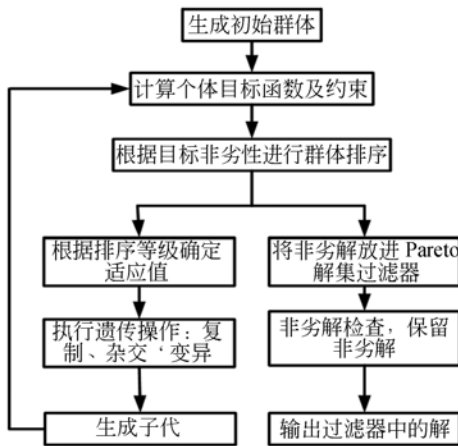 生成初始群体
计算个体目标函数及约束
根据目标非劣性进行群体排序
根据排序等级确定
适应值
将非劣解放进 Pareto
解集过滤器
执行遗传操作：复
制、杂交‘变异
非劣解检查，保留
非劣解
生成子代
输出过滤器中的解